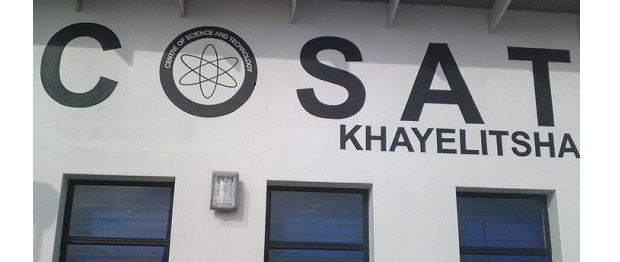 COSAT
CENTRE OF SCIENCE AND TECHNOLOGY
KHAYELITSHA